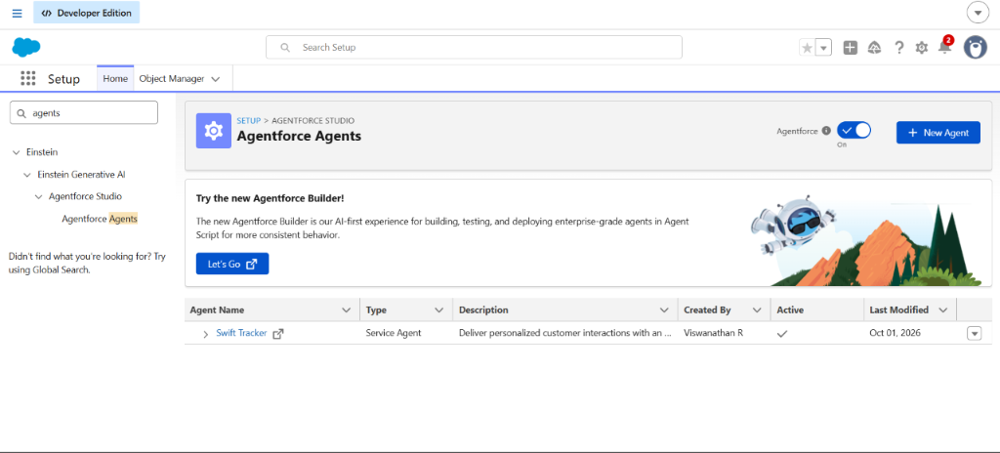 </> Developer Edition
Search Setup
2
Setup
Home
Object Manager
agents
Einstein
Einstein Generative AI
Agentforce Studio
Agentforce Agents
Didn't find what you're looking for? Try
using Global Search.
SETUP > AGENTFORCE STUDIO
Agentforce Agents
Agentforce
On
+ New Agent
Try the new Agentforce Builder!
The new Agentforce Builder is our AI-first experience for building, testing, and deploying enterprise-grade agents in Agent
Script for more consistent behavior.
Let's Go
Agent Name Type Description Created By Active Last Modified
Swift Tracker Service Agent Deliver personalized customer interactions with an ... Viswanathan R Oct 01, 2026